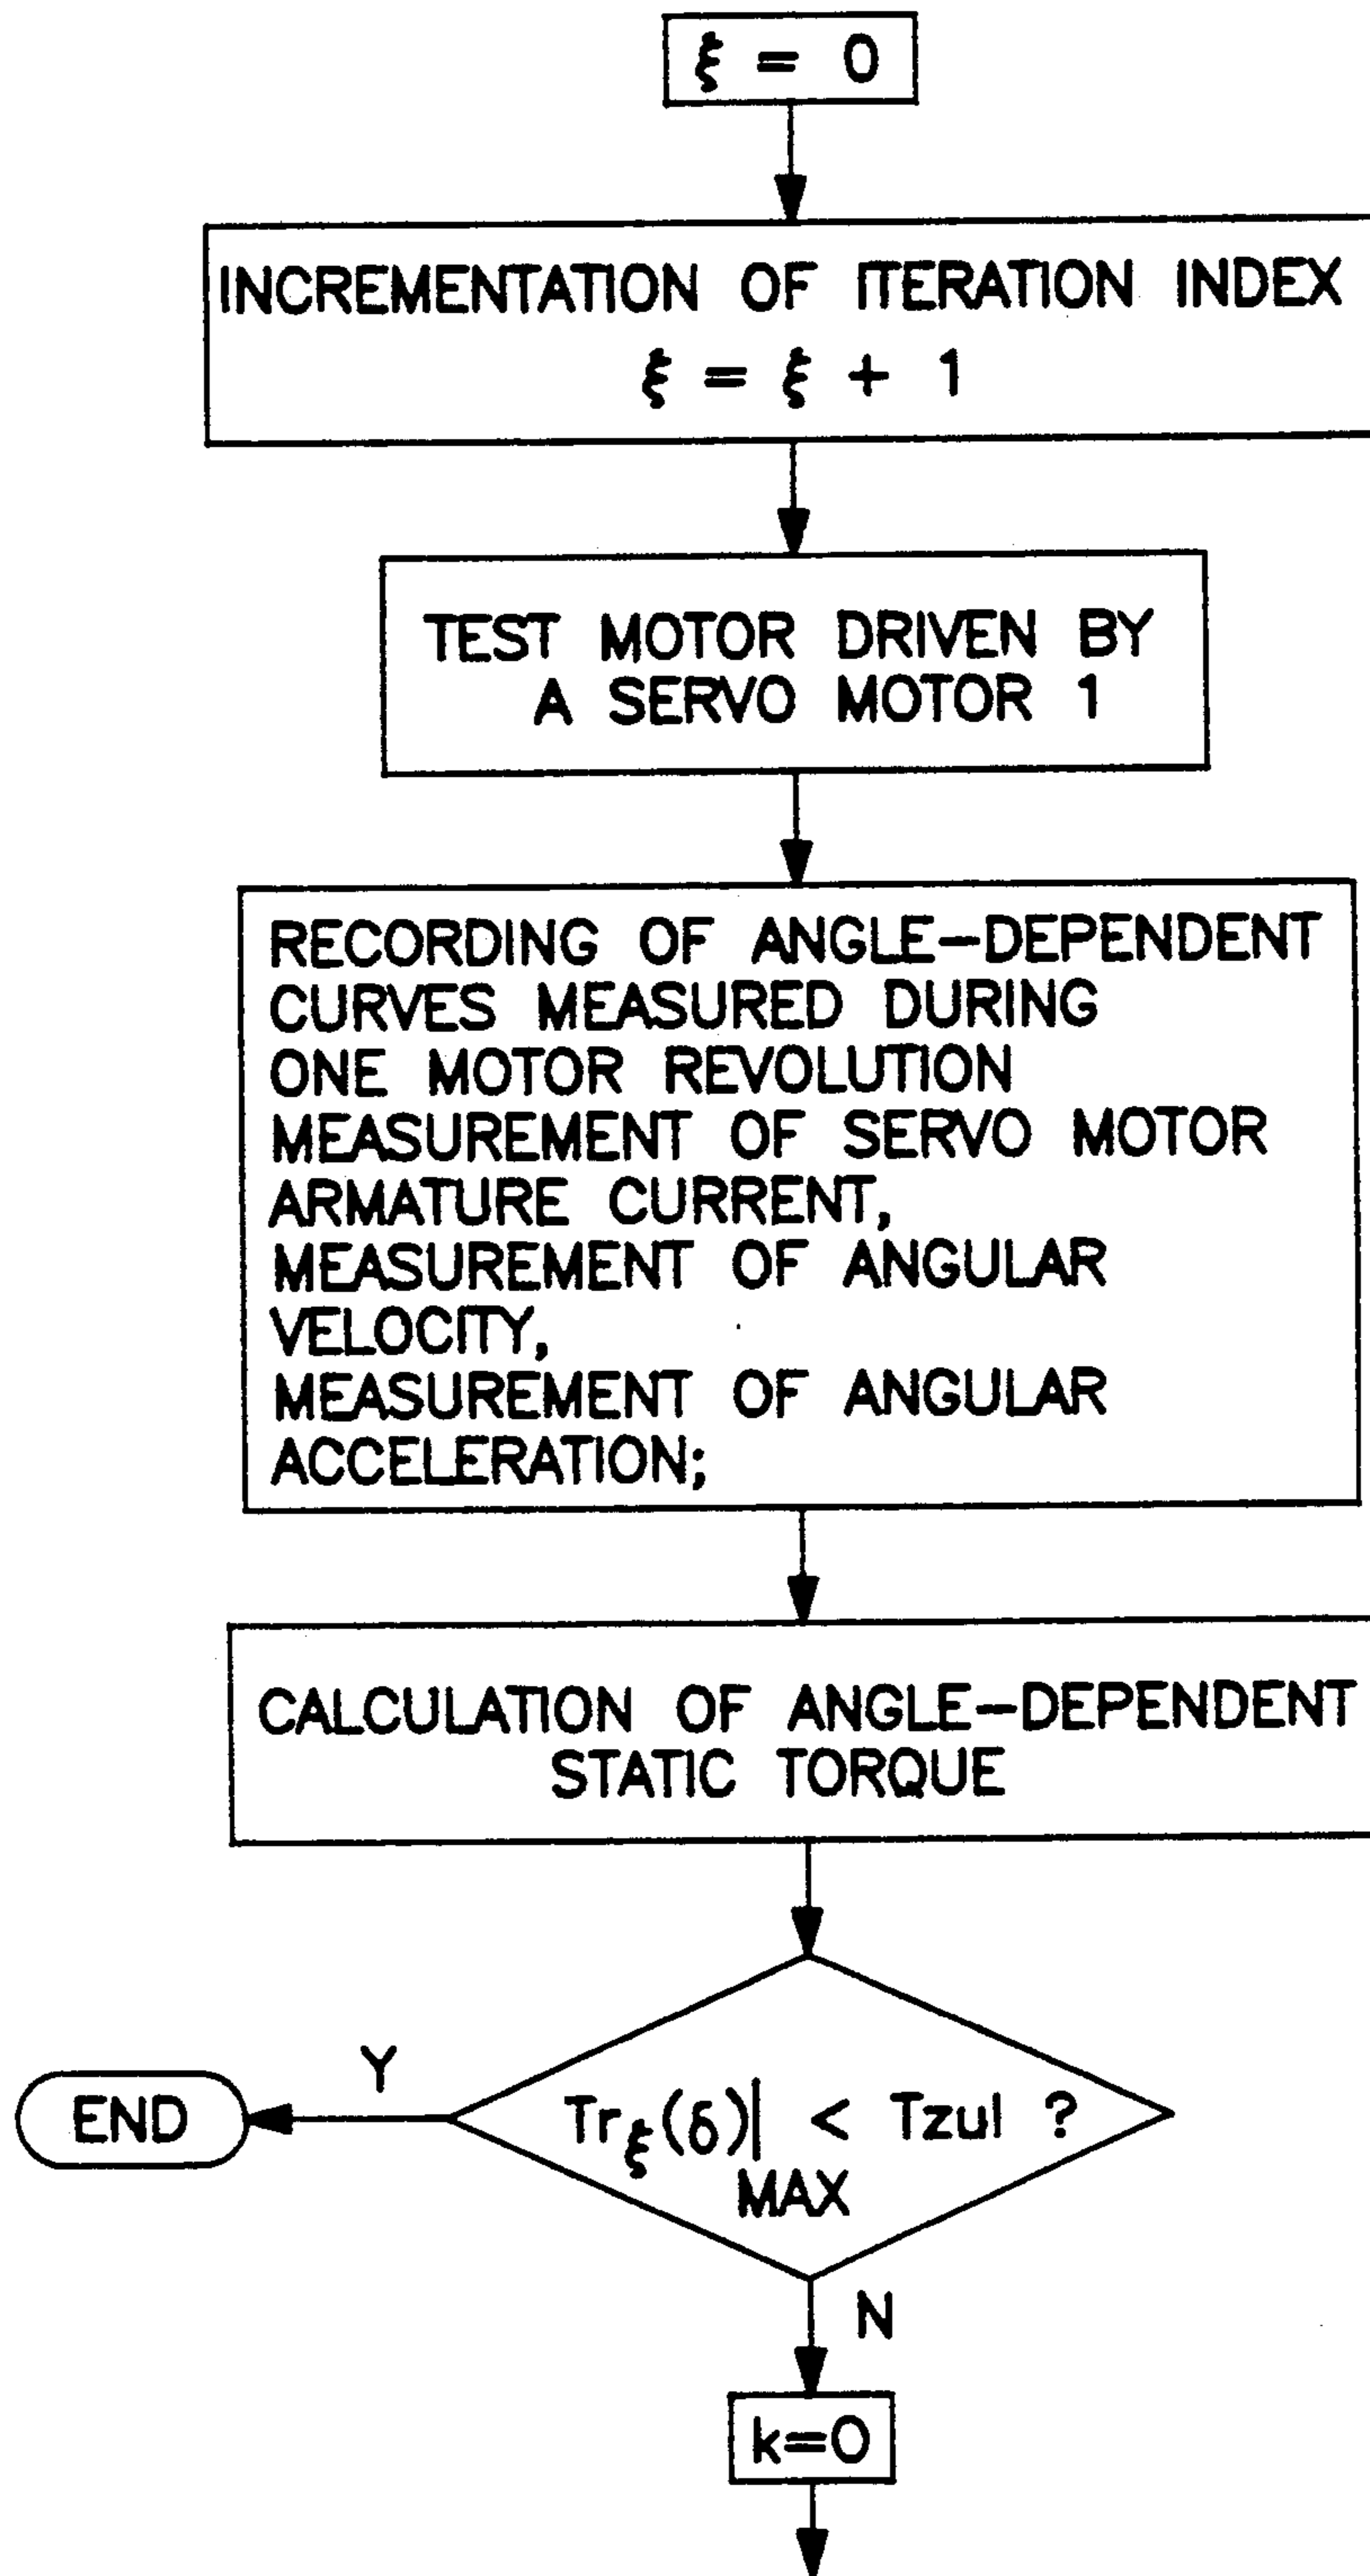 ξ = 0
INCREMENTATION OF ITERATION INDEX
ξ = ξ + 1
TEST MOTOR DRIVEN BY
A SERVO MOTOR 1
RECORDING OF ANGLE-DEPENDENT
CURVES MEASURED DURING
ONE MOTOR REVOLUTION
MEASUREMENT OF SERVO MOTOR
ARMATURE CURRENT,
MEASUREMENT OF ANGULAR
VELOCITY,
MEASUREMENT OF ANGULAR
ACCELERATION;
CALCULATION OF ANGLE-DEPENDENT
STATIC TORQUE
Y
END
Trξ(δ)| < Tzul ?
MAX
N
k=0